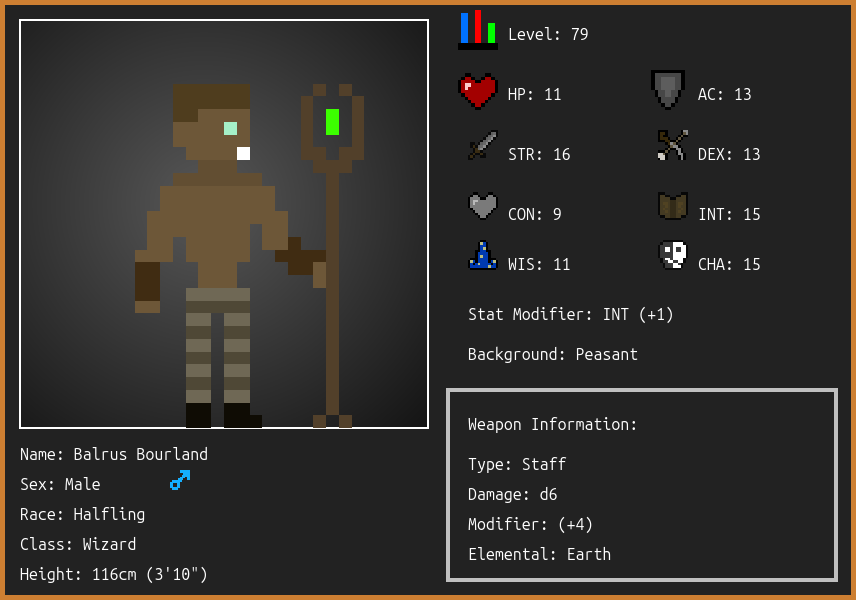 Level: 79
HP: 11
AC: 13
STR: 16
DEX: 13
CON: 9
INT: 15
WIS: 11
CHA: 15
Stat Modifier: INT (+1)
Background: Peasant
Weapon Information:
Type: Staff
Damage: d6
Modifier: (+4)
Elemental: Earth
Name: Balrus Bourland
Sex: Male
Race: Halfling
Class: Wizard
Height: 116cm (3'10")